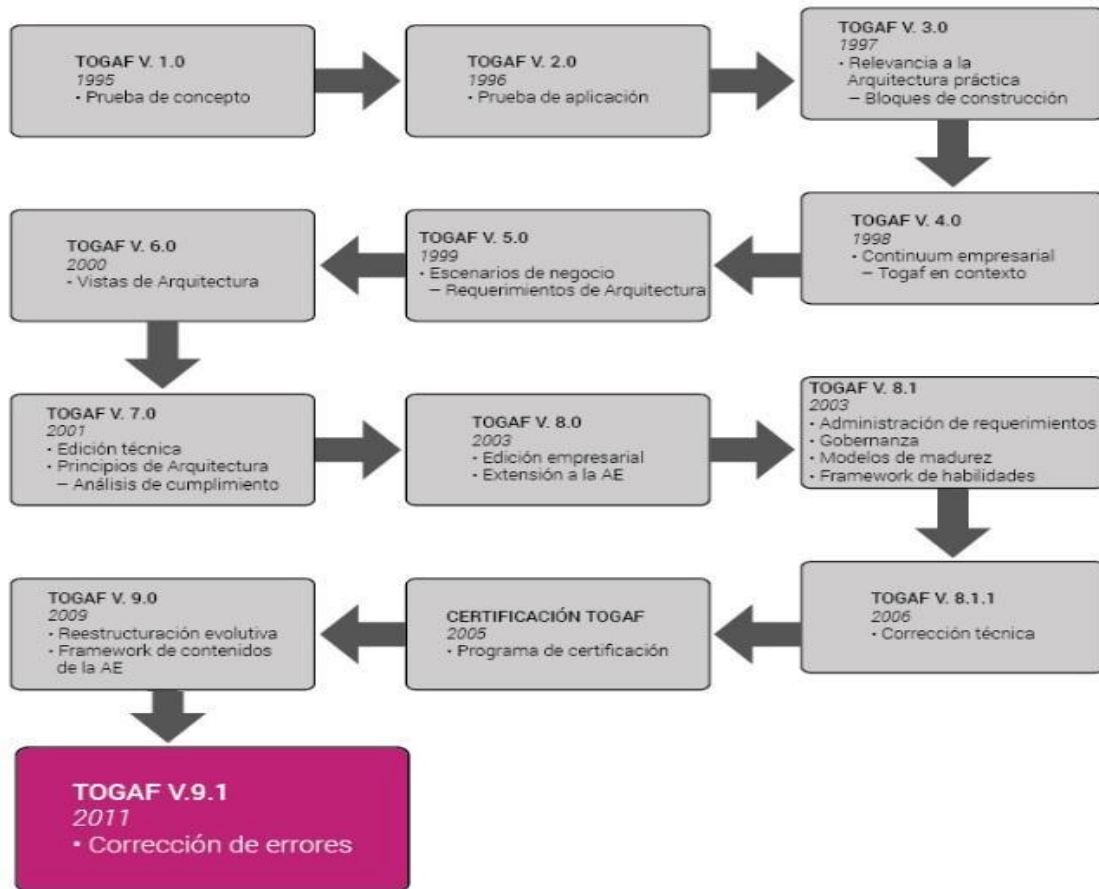 TOGAF V. 1.0
1995
• Prueba de concepto
TOGAF V. 2.0
1996
• Prueba de aplicación
TOGAF V. 3.0
1997
• Relevancia a la
Arquitectura práctica
– Bloques de construcción
TOGAF V. 4.0
1998
• Continuum empresarial
– Togaf en contexto
TOGAF V. 5.0
1999
• Escenarios de negocio
– Requerimientos de Arquitectura
TOGAF V. 6.0
2000
• Vistas de Arquitectura
TOGAF V. 7.0
2001
• Edición técnica
• Principios de Arquitectura
– Análisis de cumplimiento
TOGAF V. 8.0
2003
• Edición empresarial
• Extensión a la AE
TOGAF V. 8.1
2003
• Administración de requerimientos
• Gobernanza
• Modelos de madurez
• Framework de habilidades
TOGAF V. 8.1.1
2006
• Corrección técnica
CERTIFICACIÓN TOGAF
2005
• Programa de certificación
TOGAF V. 9.0
2009
• Reestructuración evolutiva
• Framework de contenidos
de la AE
TOGAF V.9.1
2011
• Corrección de errores